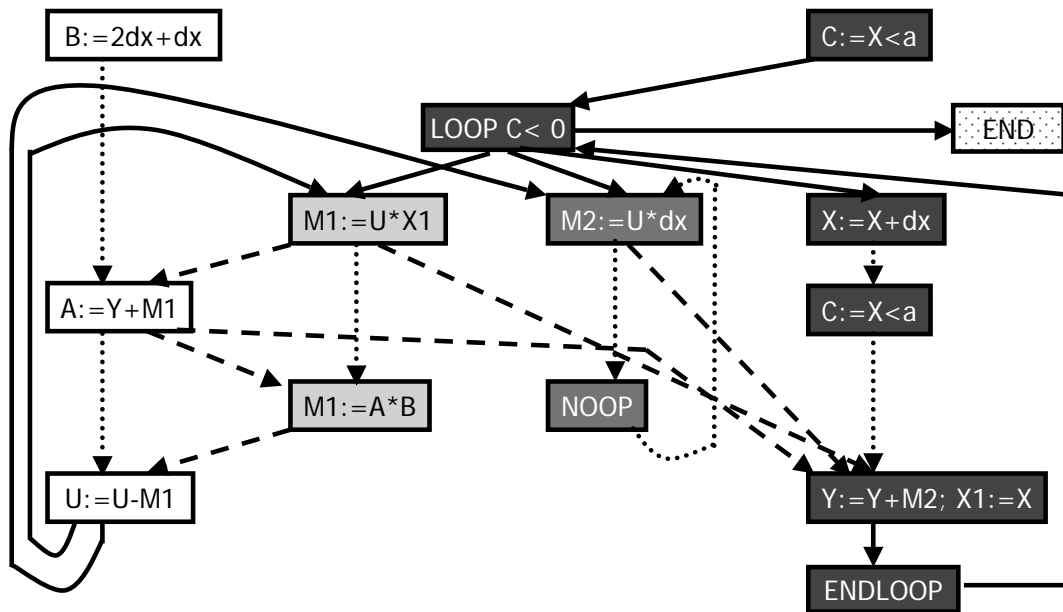 B:=2dx+dx
C:=X<a
LOOP C< 0
END
M1:=U*X1
M2:=U*dx
X:=X+dx
A:=Y+M1
C:=X<a
M1:=A*B
NOOP
U:=U-M1
Y:=Y+M2; X1:=X
ENDLOOP